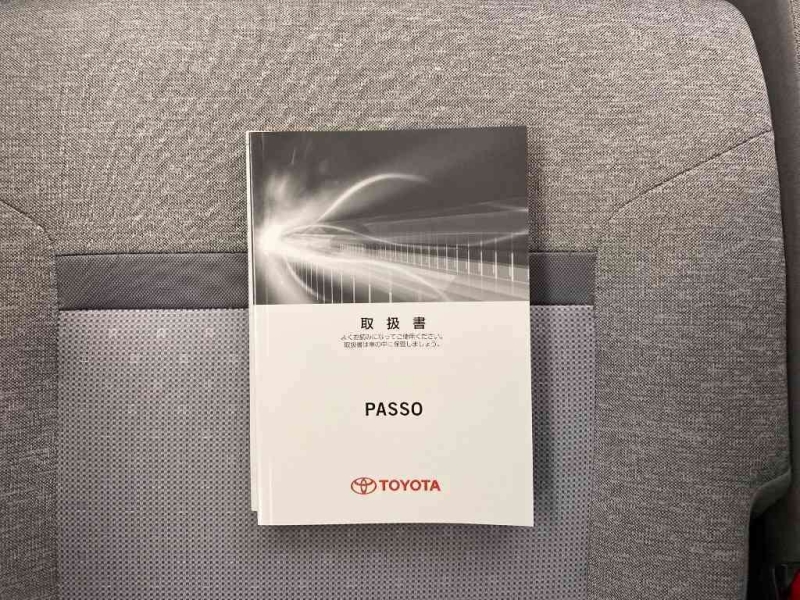 取扱書
よくお読みになってご使用ください。
取扱書は車の中に保管しましょう。
PASSO
TOYOTA